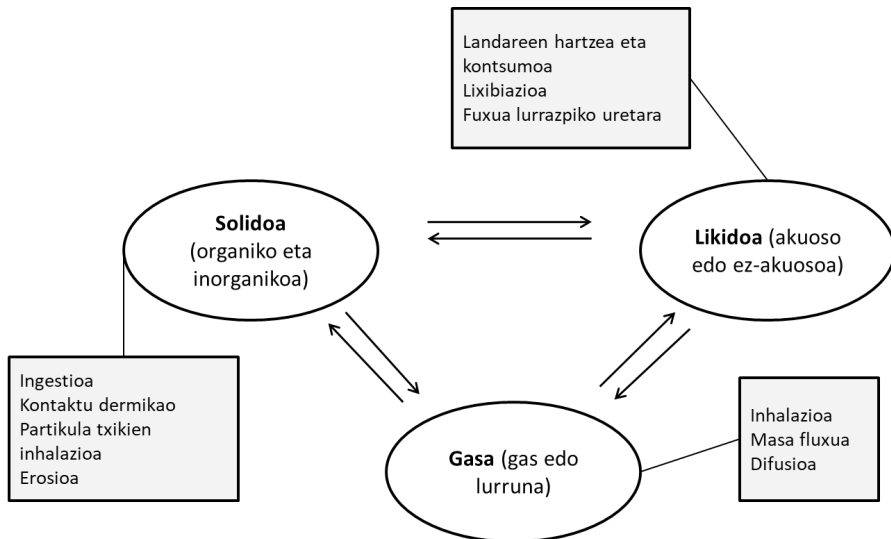 Landareen hartzea eta
kontsumoa
Lixibiazioa
Fuxua lurrazpiko uretara
Solidoa
(organiko eta
inorganikoa)
Likidoa (akuoso
edo ez-akuosoa)
Ingestioa
Kontaktu dermikao
Partikula txikien
inhalazioa
Erosioa
Gasa (gas edo
lurruna)
Inhalazioa
Masa fluxua
Difusioa